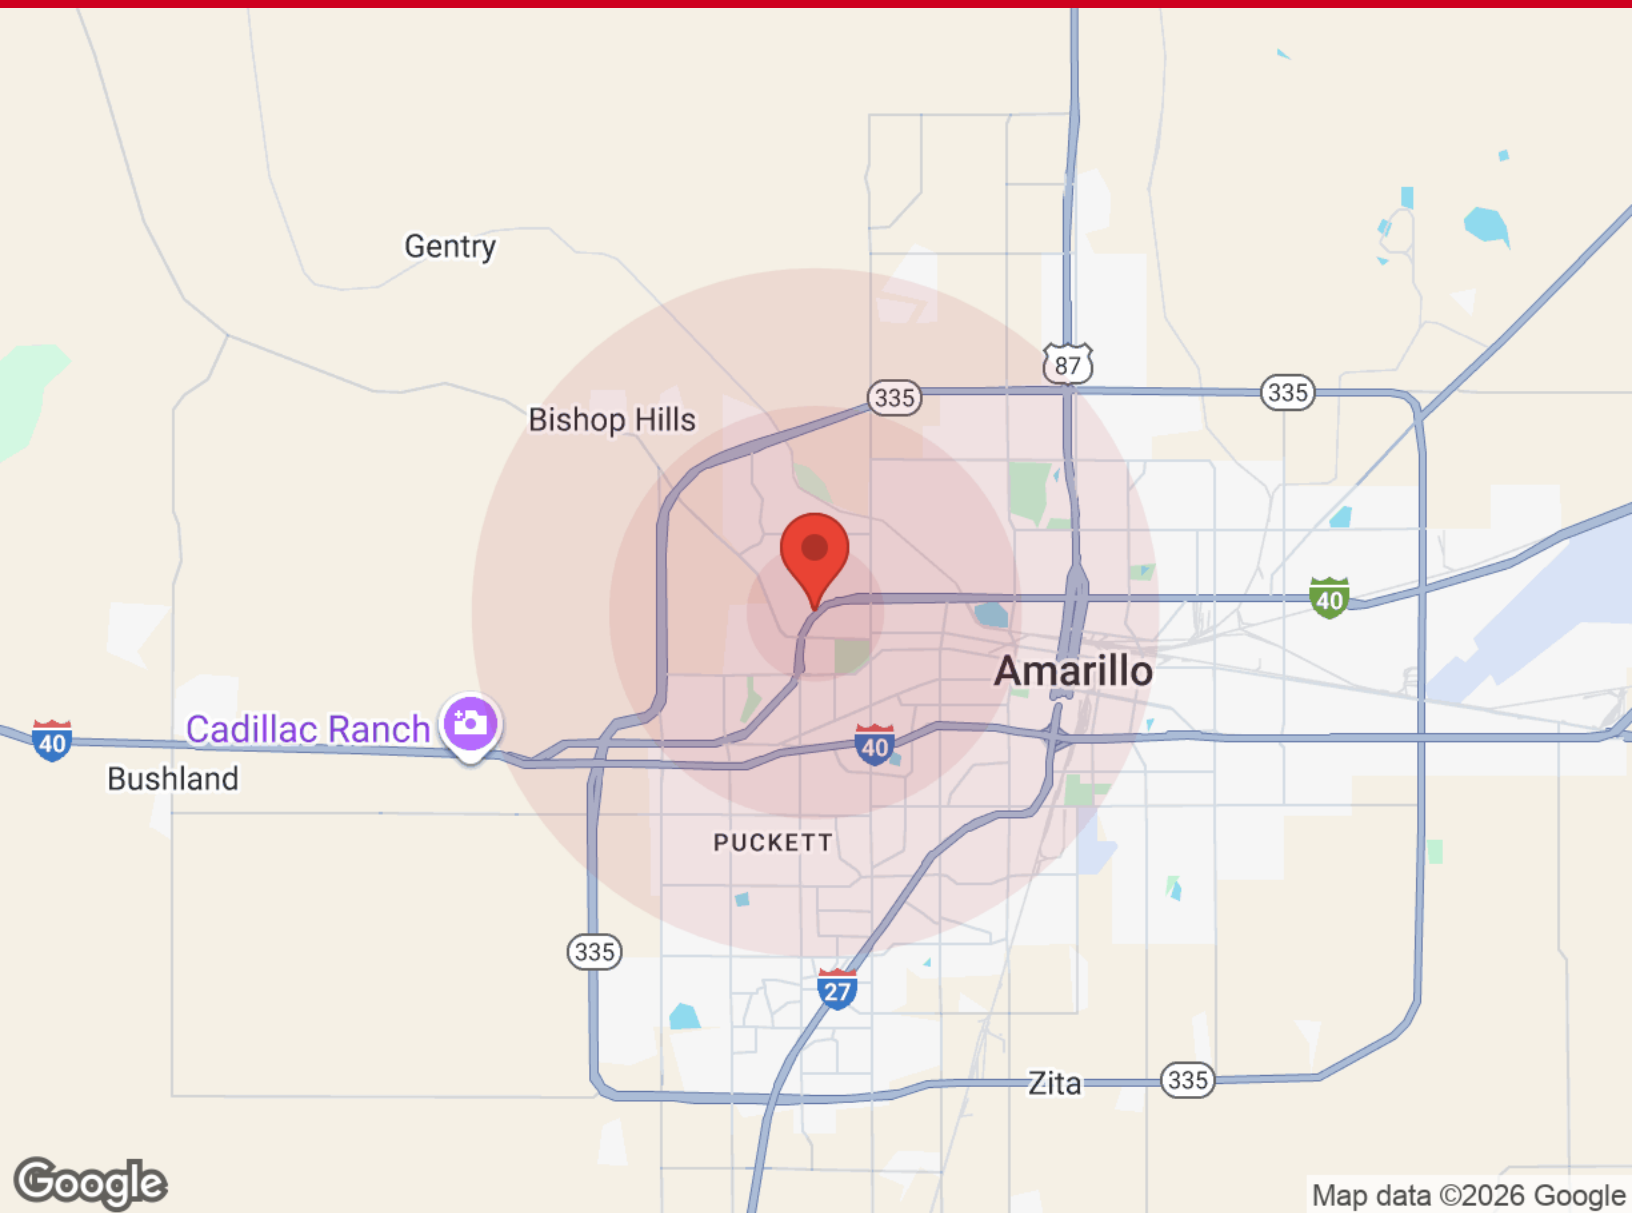 Gentry
87
335
335
Bishop Hills
40
Amarillo
Cadillac Ranch
40
40
Bushland
PUCKETT
335
27
Zita
335
Google
Map data ©2026 Google